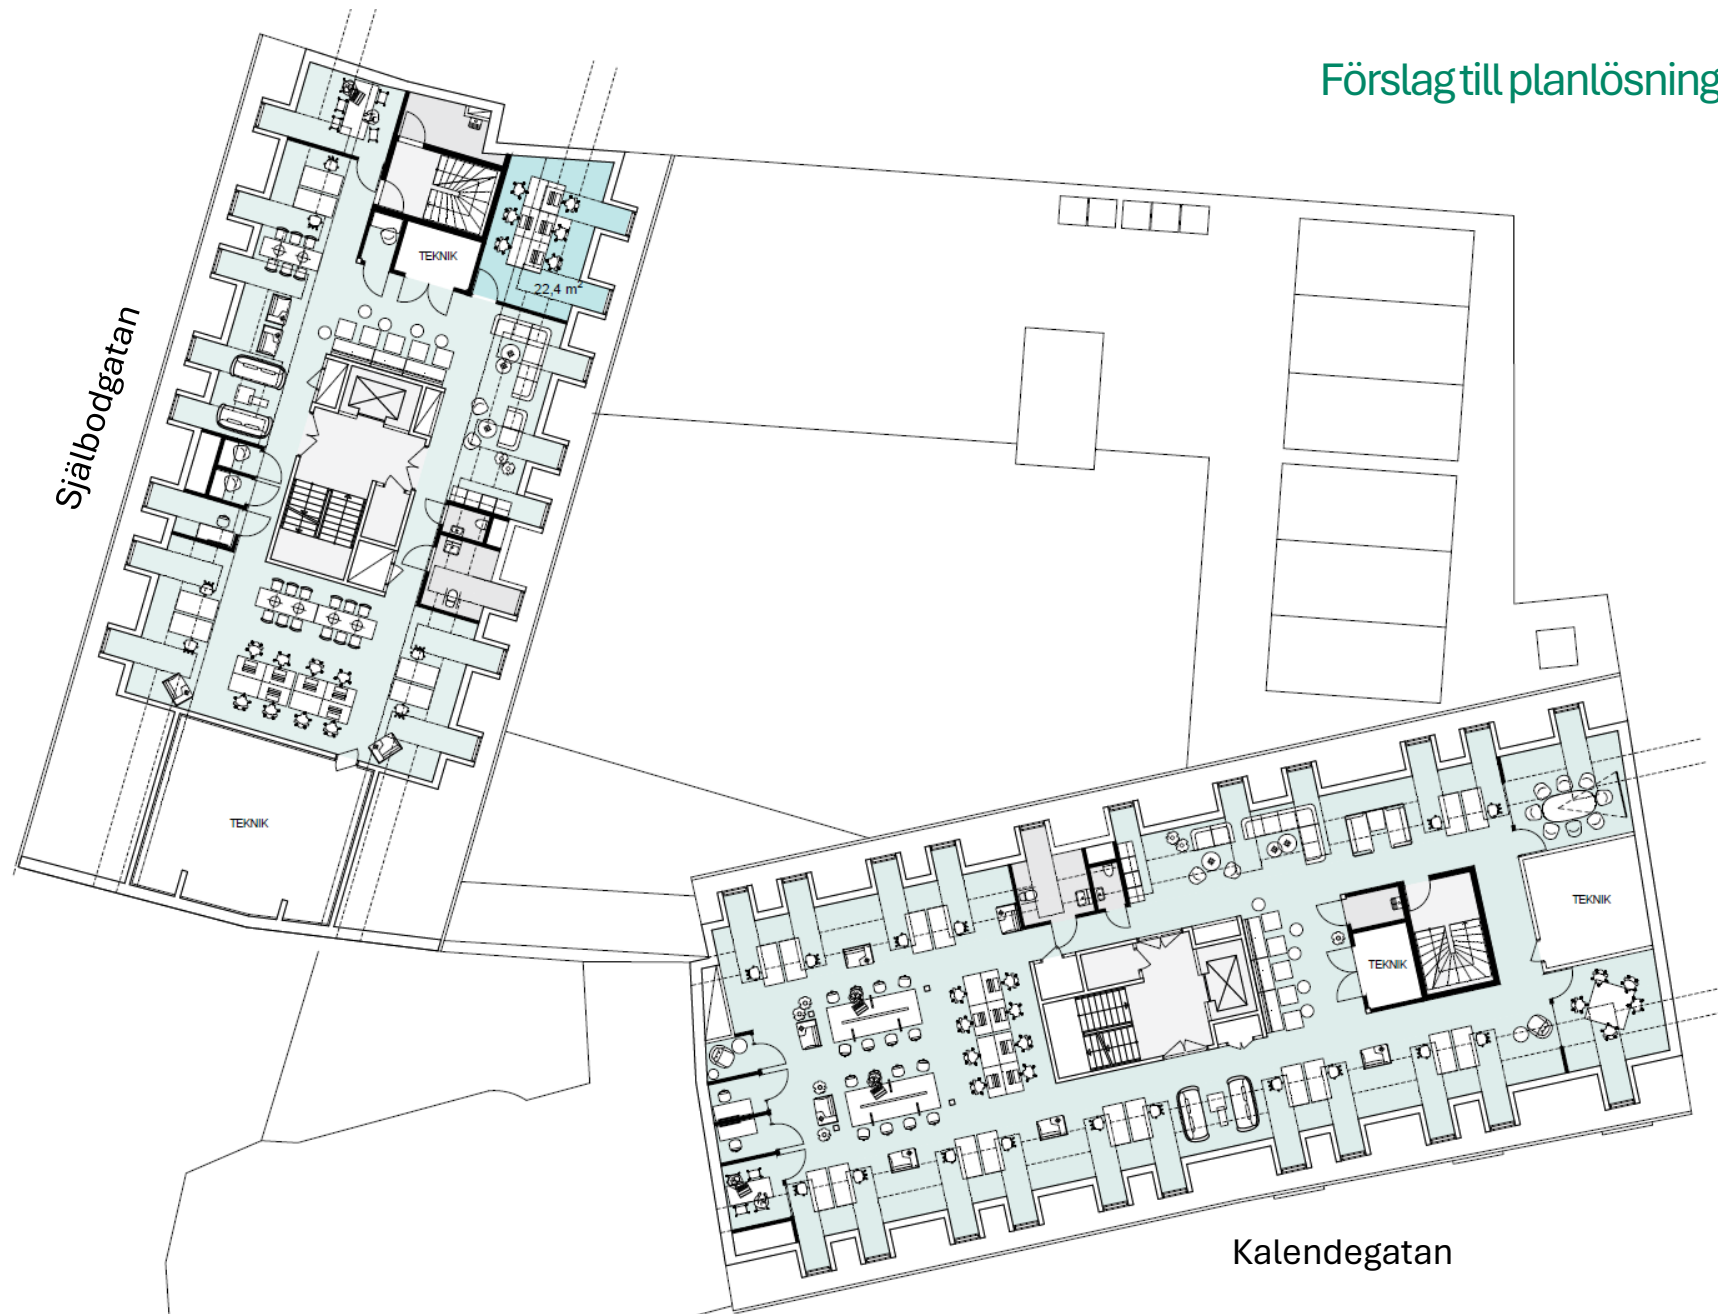 Förslag till planlösning
TEKNIK
22,4 m²
Själbodgatan
TEKNIK
TEKNIK
TEKNIK
Kalendegatan